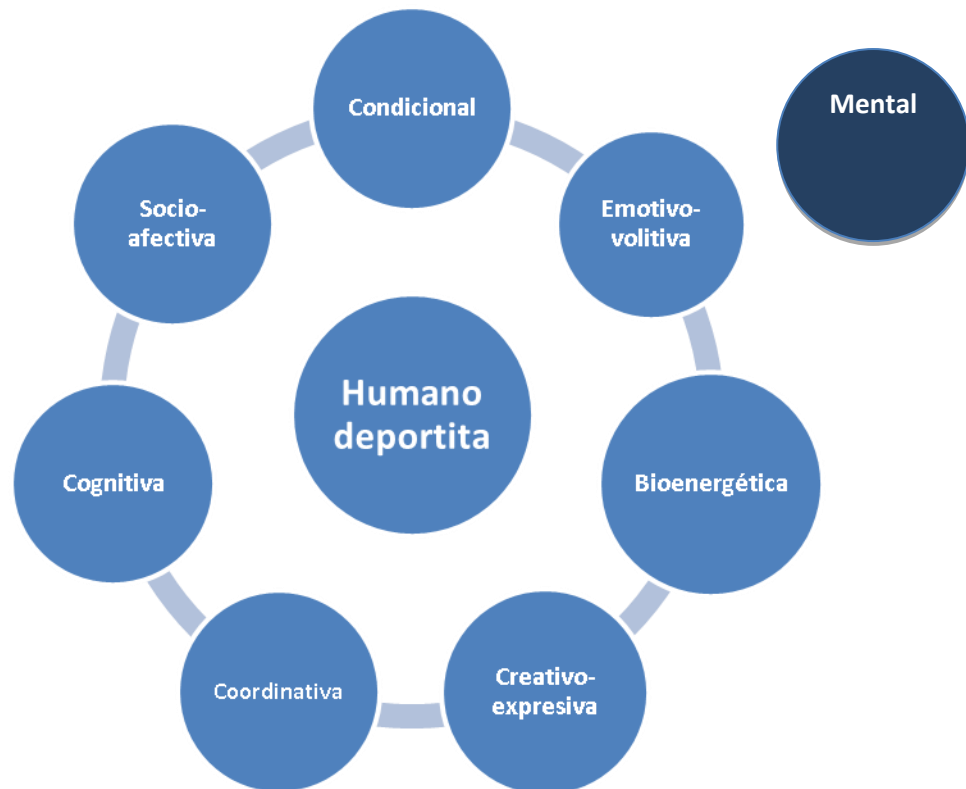 Condicional
Mental
Emotivo-
volitiva
Bioenergética
Creativo-
expresiva
Coordinativa
Cognitiva
Socio-
afectiva
Humano
deportita